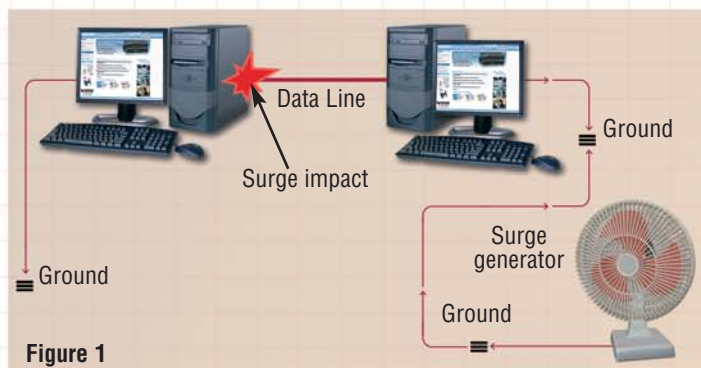 Data Line
Surge impact
Ground
Surge
generator
Ground
Ground
Figure 1